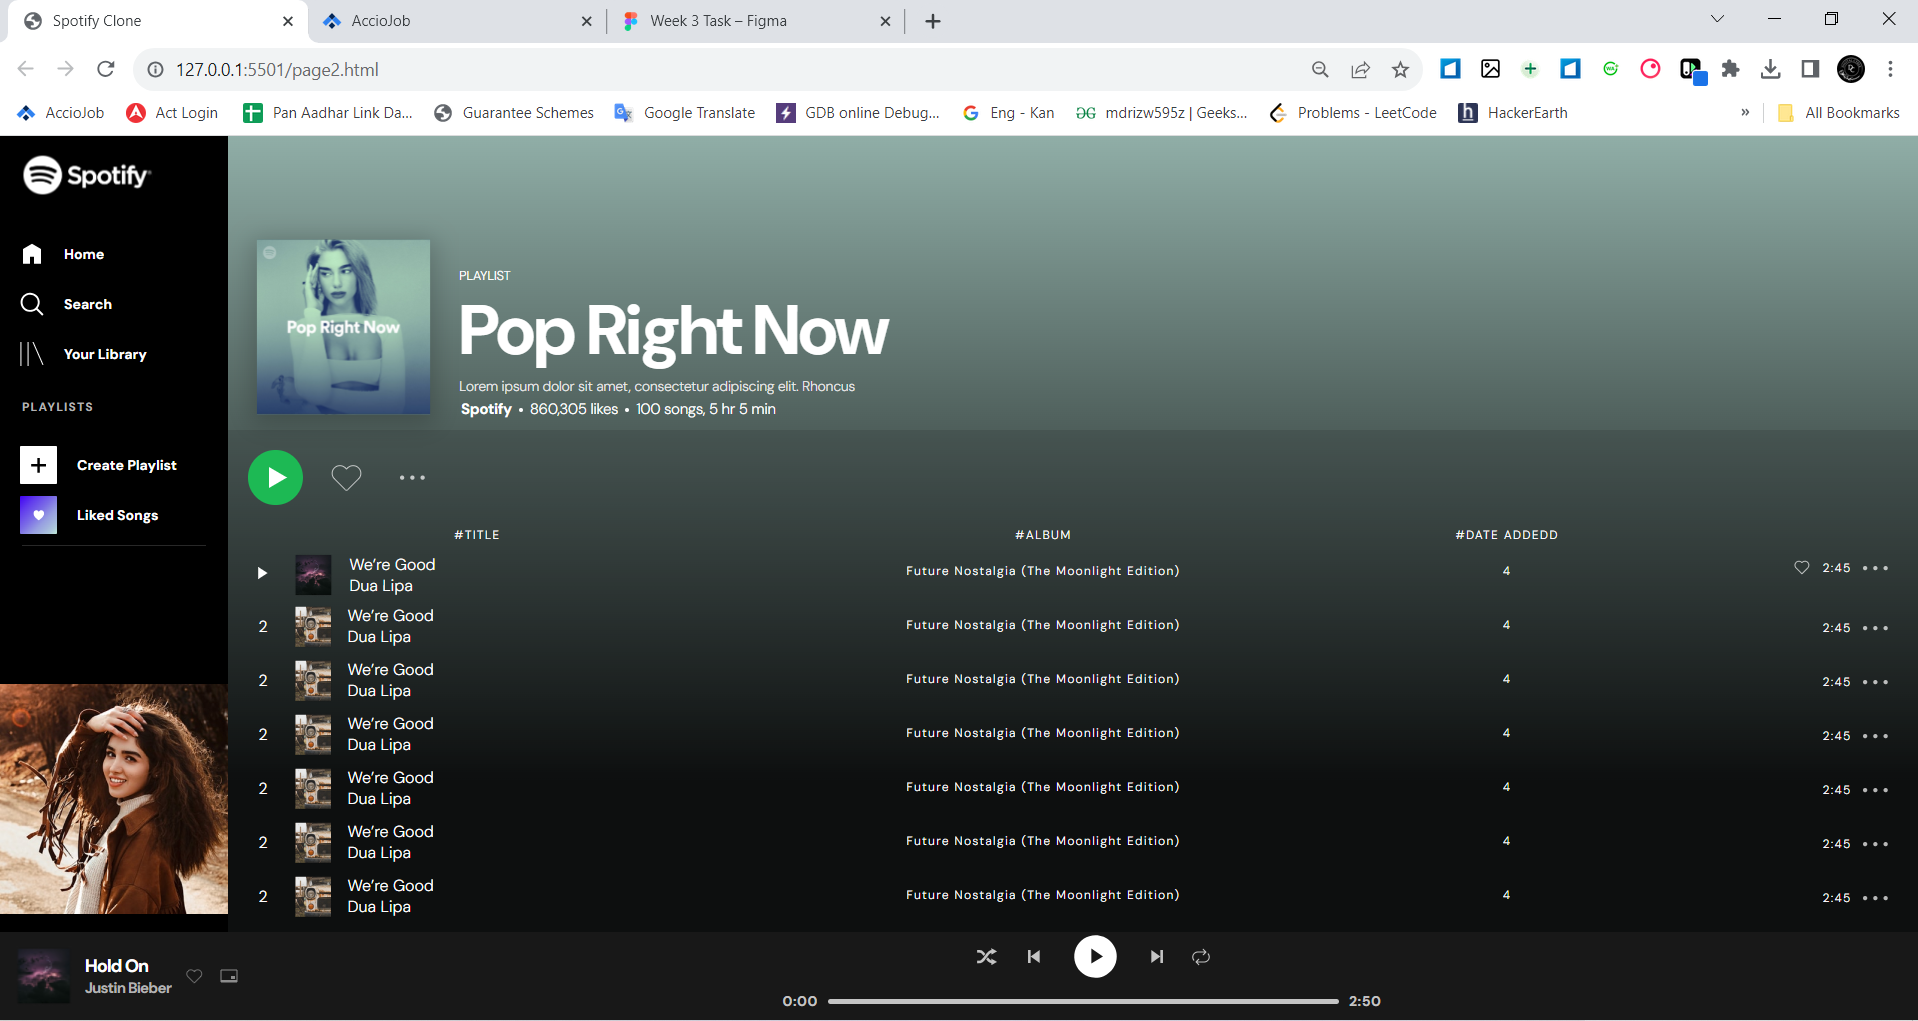 Spotify Clone
AccioJob
Week 3 Task – Figma
127.0.0.1:5501/page2.html
AccioJob
Act Login
Pan Aadhar Link Da...
Guarantee Schemes
Google Translate
GDB online Debug...
Eng - Kan
mdrizw595z | Geeks...
Problems - LeetCode
HackerEarth
»
All Bookmarks
Spotify
Home
Search
Your Library
PLAYLISTS
Create Playlist
Liked Songs
Pop Right Now
PLAYLIST
Pop Right Now
Lorem ipsum dolor sit amet, consectetur adipiscing elit. Rhoncus
Spotify • 860,305 likes • 100 songs, 5 hr 5 min
#TITLE #ALBUM #DATE ADDEDD
We're Good
Dua Lipa
Future Nostalgia (The Moonlight Edition) 4 2:45
2
We're Good
Dua Lipa
Future Nostalgia (The Moonlight Edition) 4 2:45
2
We're Good
Dua Lipa
Future Nostalgia (The Moonlight Edition) 4 2:45
2
We're Good
Dua Lipa
Future Nostalgia (The Moonlight Edition) 4 2:45
2
We're Good
Dua Lipa
Future Nostalgia (The Moonlight Edition) 4 2:45
2
We're Good
Dua Lipa
Future Nostalgia (The Moonlight Edition) 4 2:45
2
We're Good
Dua Lipa
Future Nostalgia (The Moonlight Edition) 4 2:45
Hold On
Justin Bieber
0:00 2:50